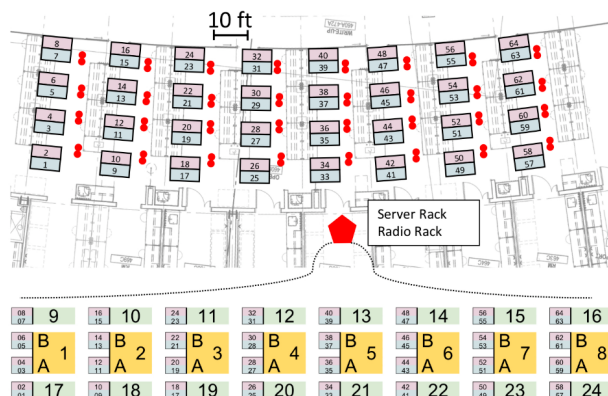 10 ft
WRITE-UP
8 16 24 32 40 48 56 64
7 15 23 31 39 47 55 63
6 14 22 30 38 46 54 62
5 13 21 29 37 45 53 61
4 12 20 28 36 44 52 60
3 11 19 27 35 43 51 59
2 10 18 26 34 42 50 58
1 9 17 25 33 41 49 57
Server Rack
Radio Rack
08 9 16 10 24 11 32 12 40 13 48 14 56 15 64 16
07 15 23 31 39 47 55 63
06 B 14 B 22 B 30 B 38 B 46 B 54 B 62 B
05 1 13 2 21 3 29 4 37 5 45 6 53 7 61 8
04 A 12 A 20 A 28 A 36 A 44 A 52 A 60 A
03 11 19 27 35 43 51 59
02 17 10 18 18 19 26 20 34 21 42 22 50 23 58 24
01 09 17 25 33 41 49 57